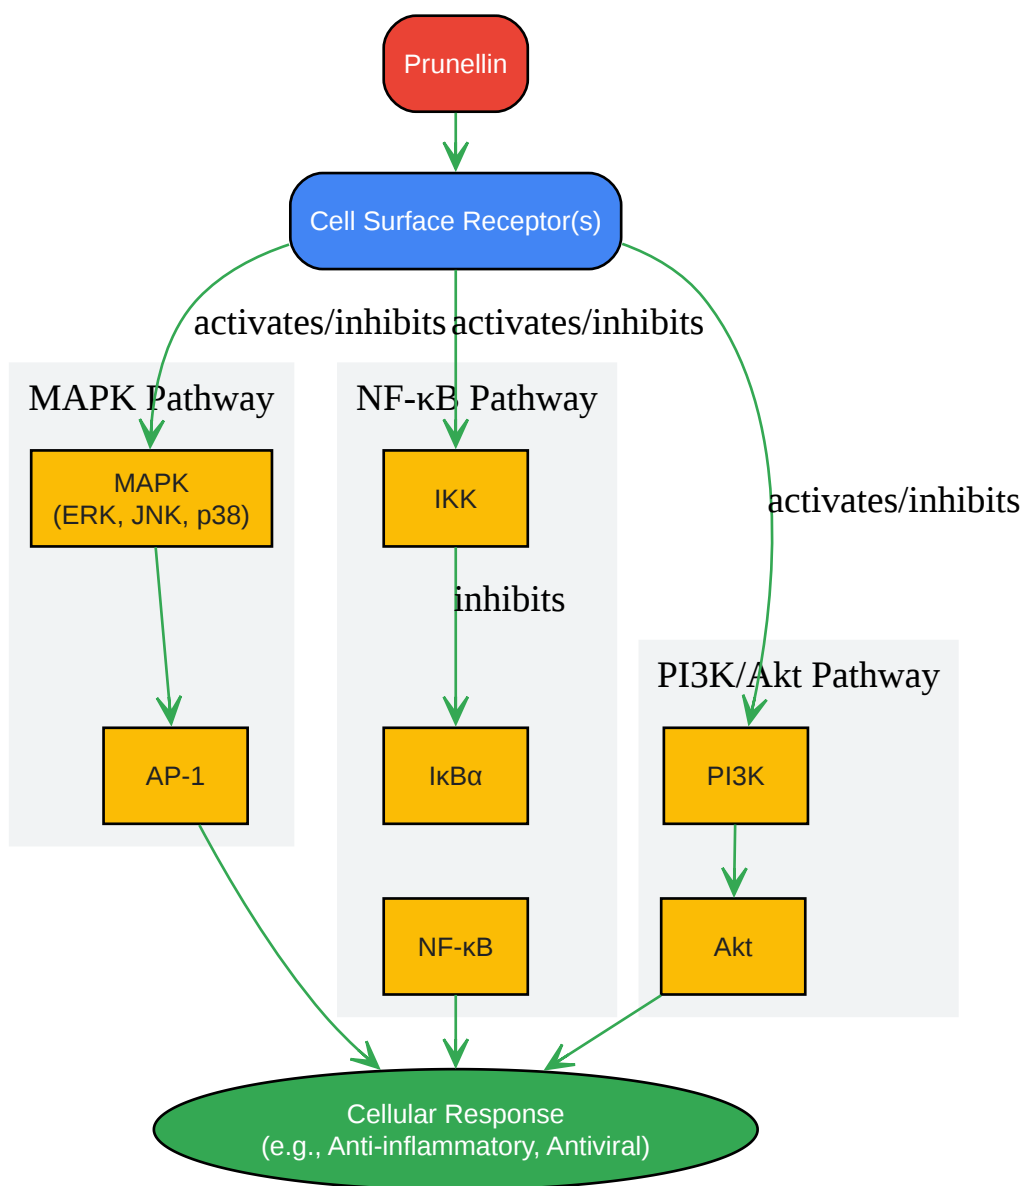 Prunellin
Cell Surface Receptor(s)
activates/inhibits
activates/inhibits
MAPK Pathway
NF-κB Pathway
MAPK
(ERK, JNK, p38)
IKK
activates/inhibits
inhibits
PI3K/Akt Pathway
AP-1
IκBα
PI3K
NF-κB
Akt
Cellular Response
(e.g., Anti-inflammatory, Antiviral)